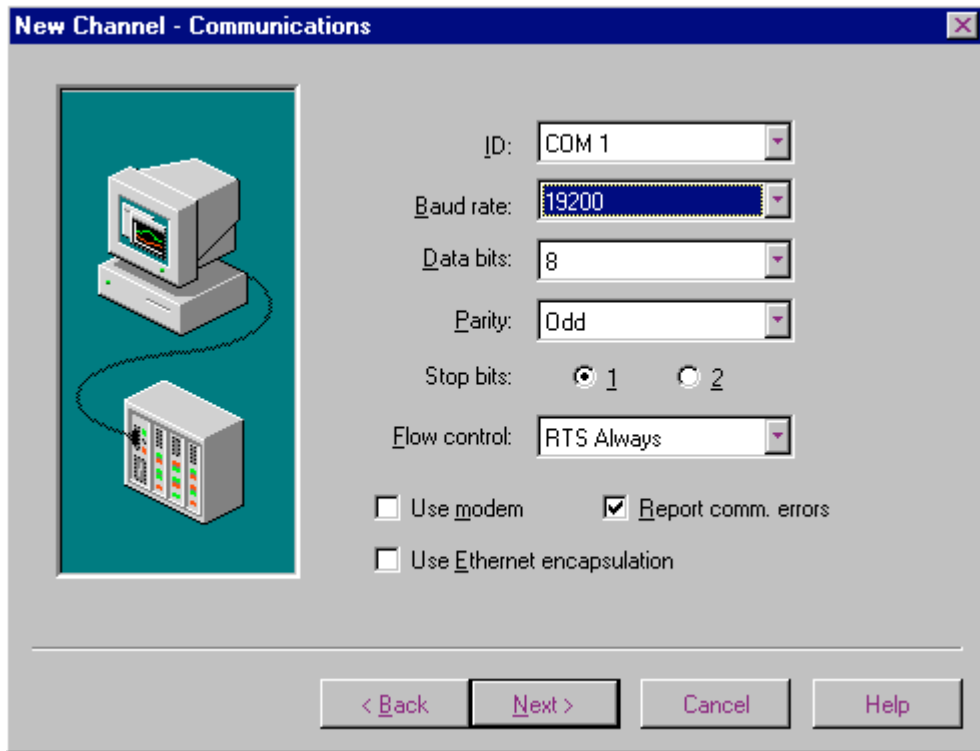 New Channel - Communications
ID: COM 1
Baud rate: 19200
Data bits: 8
Parity: Odd
Stop bits: 1 2
Flow control: RTS Always
Use modem Report comm. errors
Use Ethernet encapsulation
< Back Next > Cancel Help